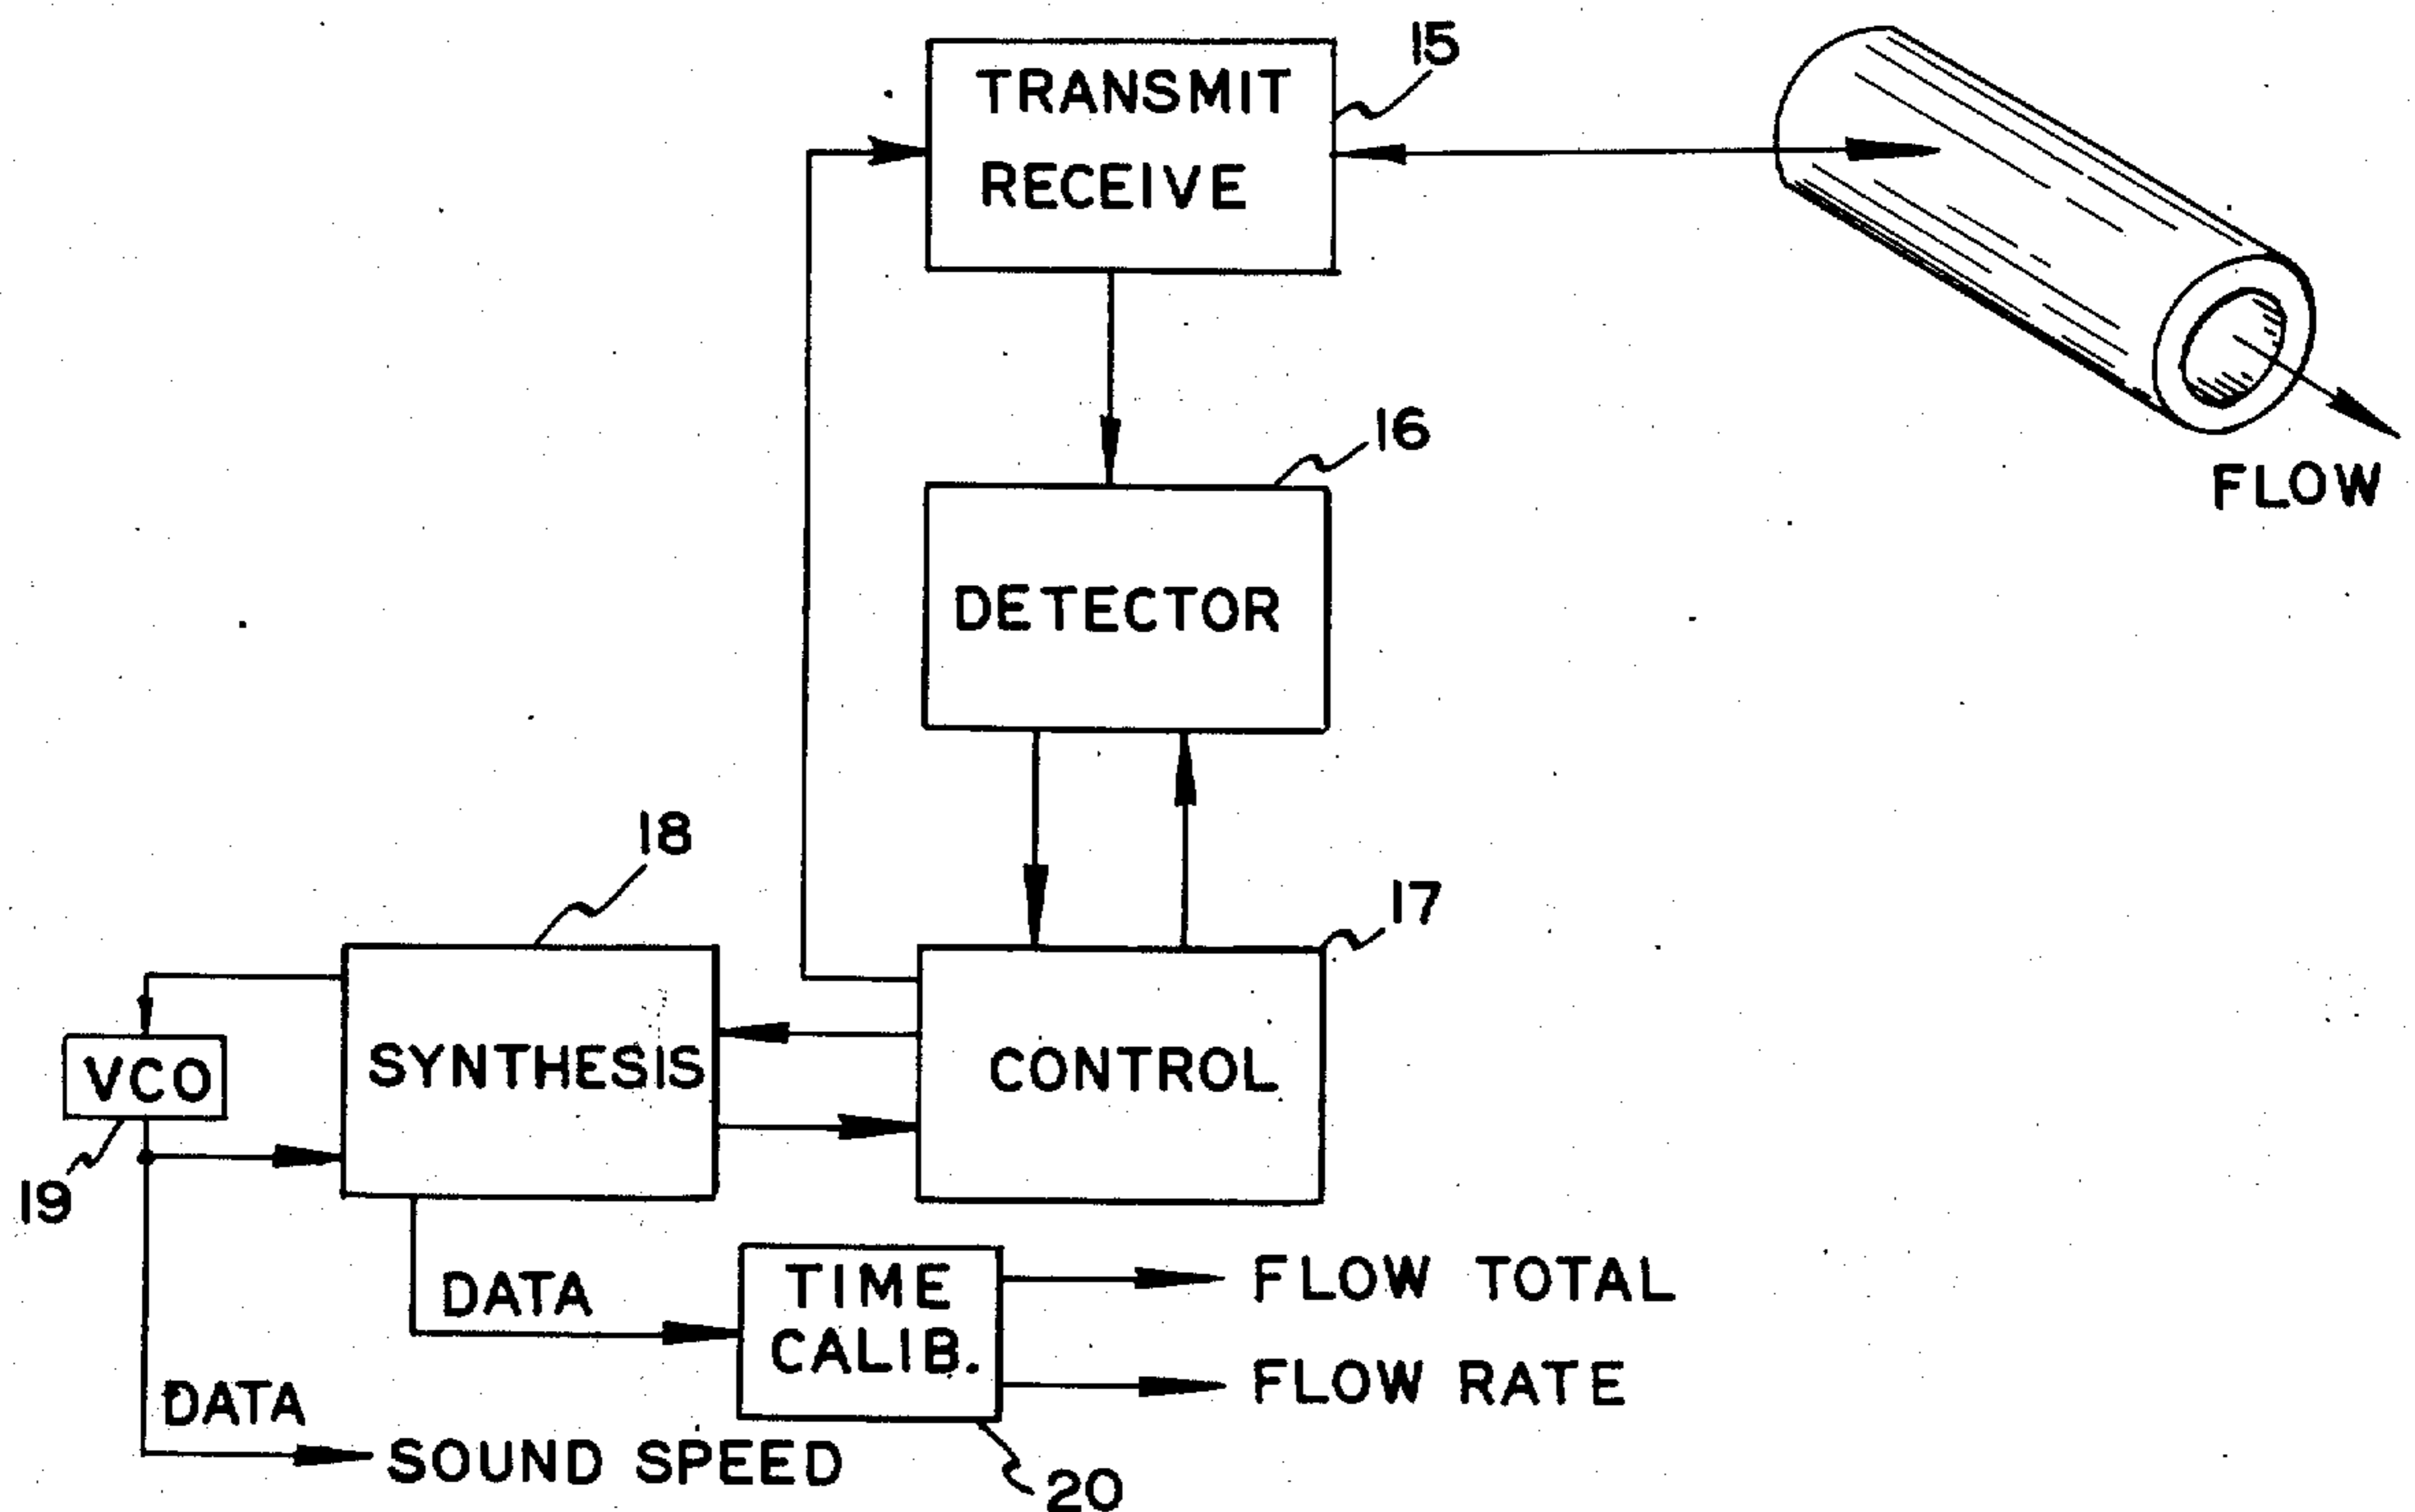 15
TRANSMIT
RECEIVE
16
FLOW
DETECTOR
18
17
VCO
SYNTHESIS
CONTROL
19
DATA
TIME
CALIB.
FLOW TOTAL
FLOW RATE
DATA
SOUND SPEED
20